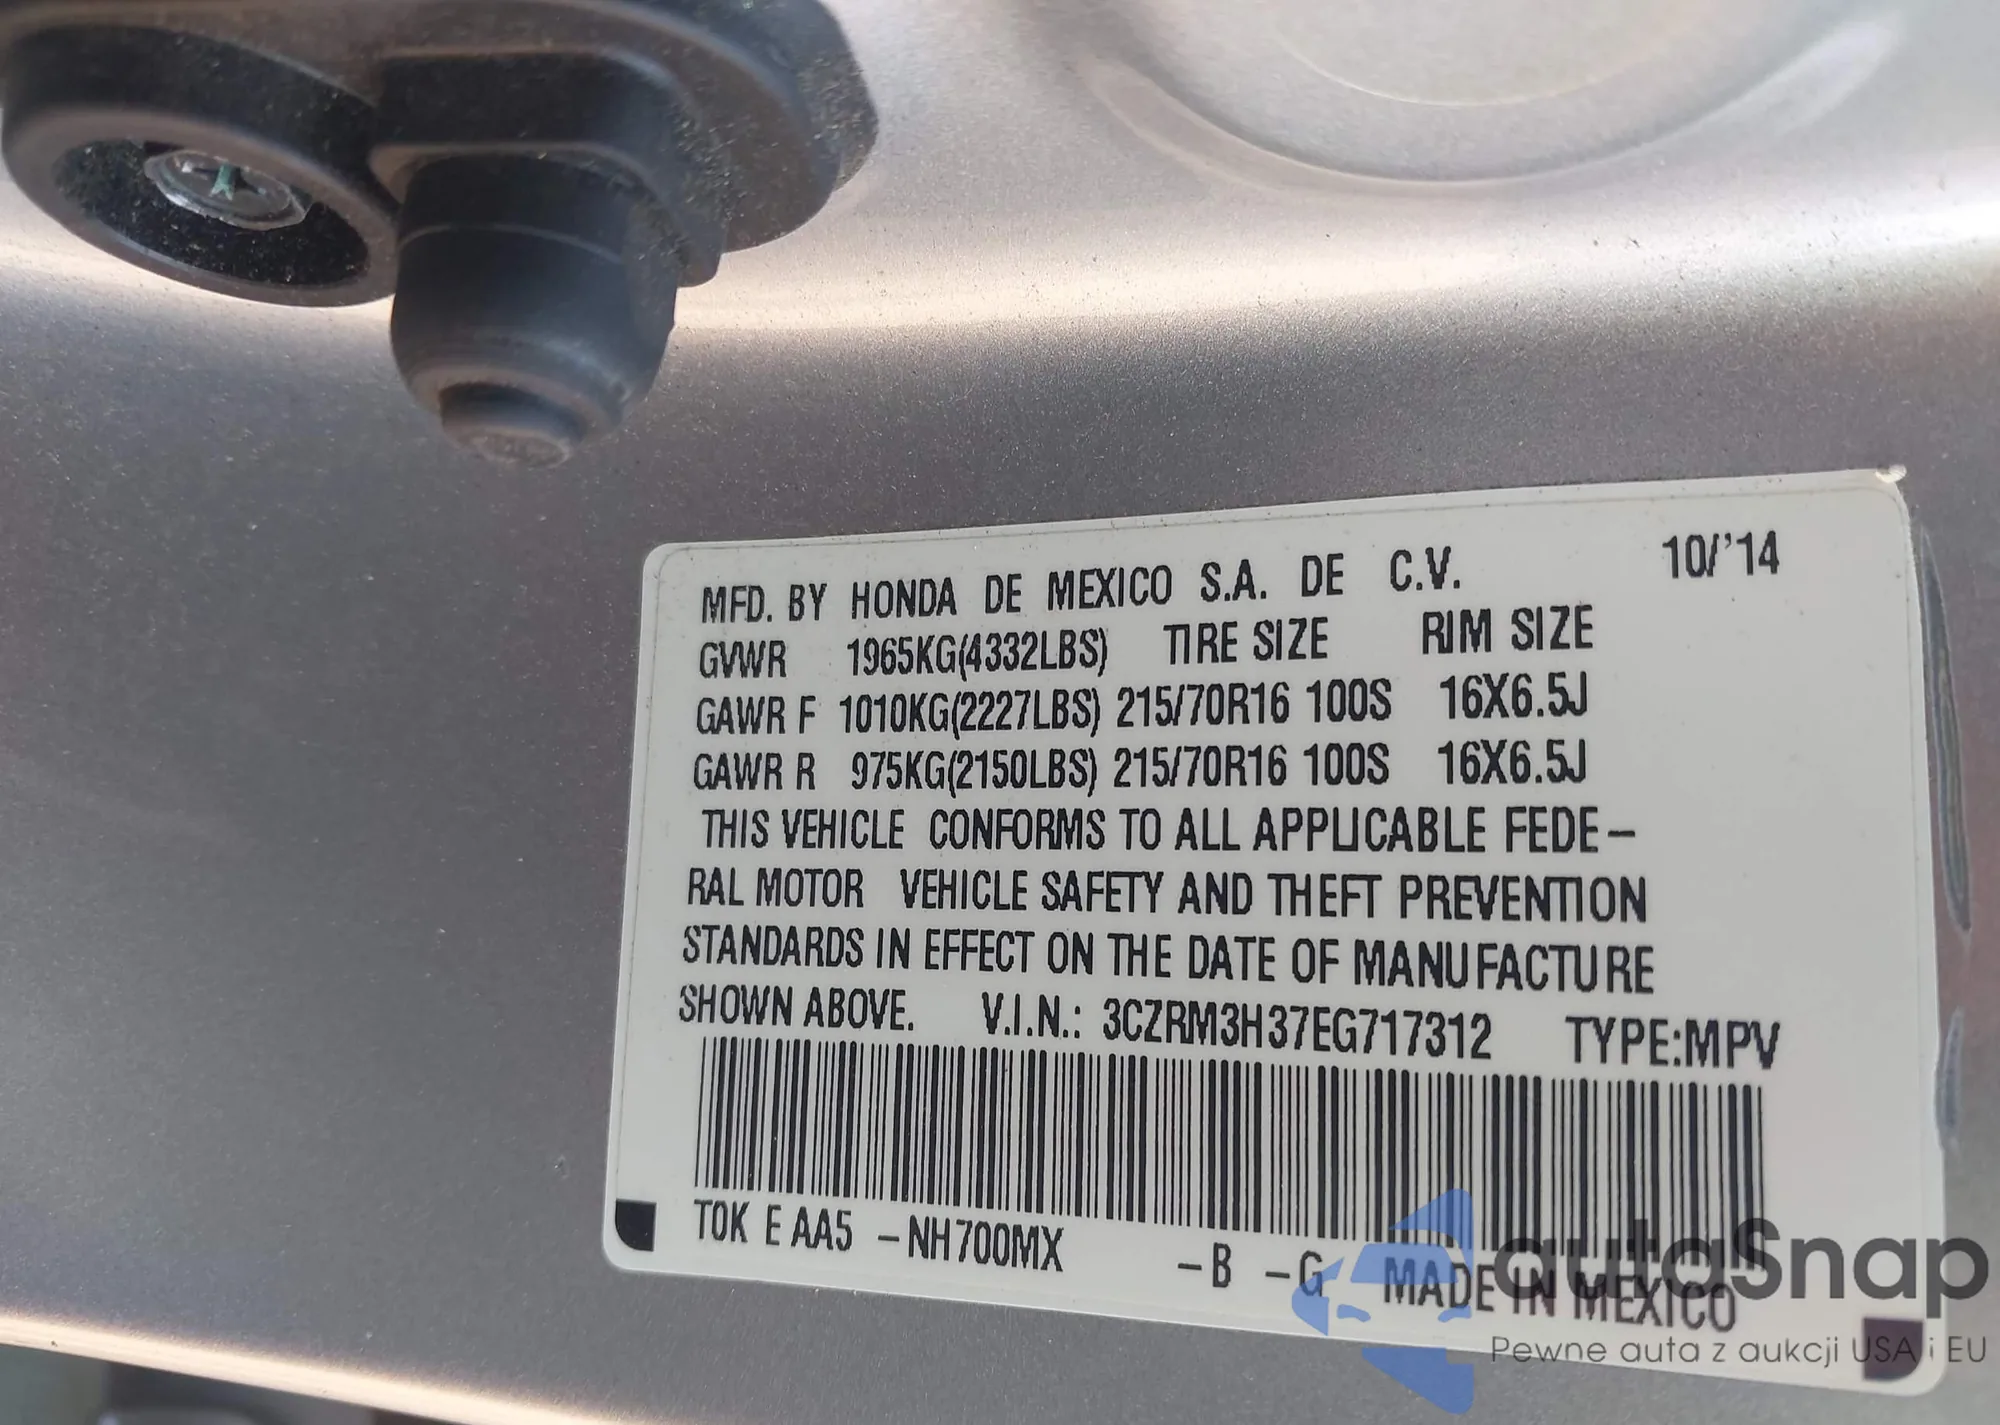 MFD. BY HONDA DE MEXICO S.A. DE C.V. 10/'14
GVWR 1965KG(4332LBS) TIRE SIZE RIM SIZE
GAWR F 1010KG(2227LBS) 215/70R16 100S 16X6.5J
GAWR R 975KG(2150LBS) 215/70R16 100S 16X6.5J
THIS VEHICLE CONFORMS TO ALL APPLICABLE FEDE-
RAL MOTOR VEHICLE SAFETY AND THEFT PREVENTION
STANDARDS IN EFFECT ON THE DATE OF MANUFACTURE
SHOWN ABOVE. V.I.N.: 3CZRM3H37EG717312 TYPE:MPV
TOK E AA5 -NH700MX -B -G MADE IN MEXICO
autaSnap
Pewne auta z aukcji USA i EU